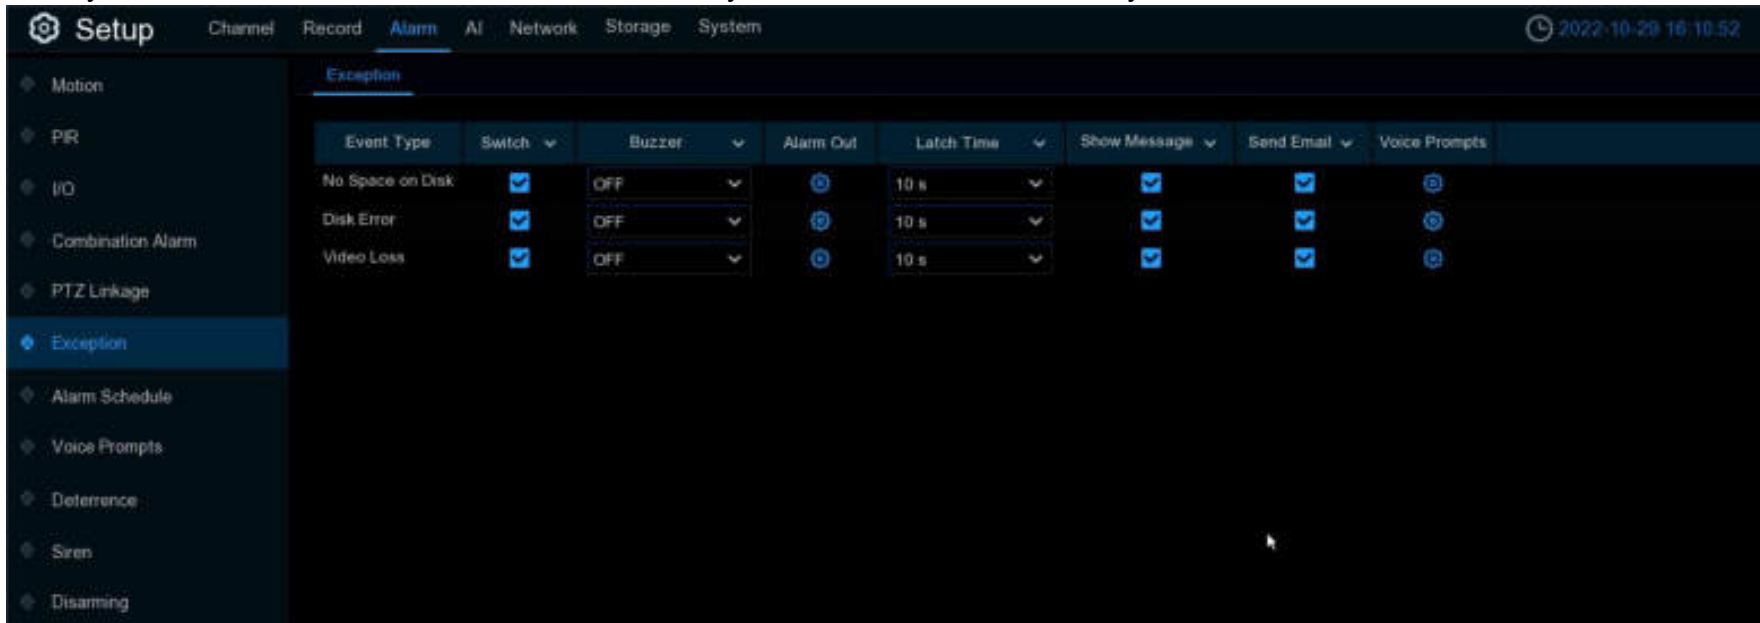 Setup Channel Record Alarm AI Network Storage System 2022-10-29 16:10:52
Motion
PIR
I/O
Combination Alarm
PTZ Linkage
Exception
Alarm Schedule
Voice Prompts
Deterrence
Siren
Disarming
Exception
Event Type Switch Buzzer Alarm Out Latch Time Show Message Send Email Voice Prompts
No Space on Disk OFF 10 s
Disk Error OFF 10 s
Video Loss OFF 10 s